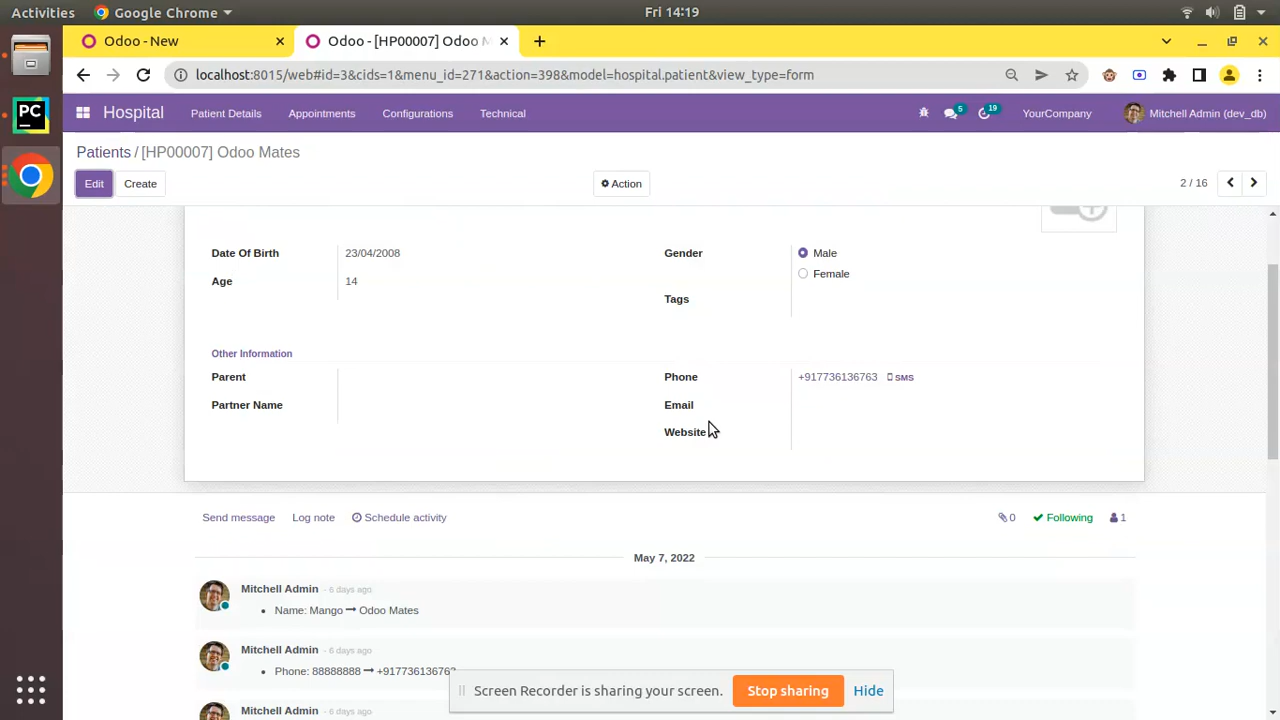 Activities Google Chrome Fri 14:19
Odoo - New Odoo - [HP00007] Odoo M
localhost:8015/web#id=3&cids=1&menu_id=271&action=398&model=hospital.patient&view_type=form
PC
Hospital Patient Details Appointments Configurations Technical 5 19 YourCompany Mitchell Admin (dev_db)
Patients / [HP00007] Odoo Mates
Edit Create Action 2 / 16
Date Of Birth 23/04/2008 Gender Male
Age 14 Female
Tags
Other Information
Parent Phone +917736136763 SMS
Partner Name Email
Website
Send message Log note Schedule activity 0 Following 1
May 7, 2022
Mitchell Admin - 6 days ago
Name: Mango Odoo Mates
Mitchell Admin - 6 days ago
Phone: 88888888 +917736136763
Screen Recorder is sharing your screen. Stop sharing Hide
Mitchell Admin - 6 days ago